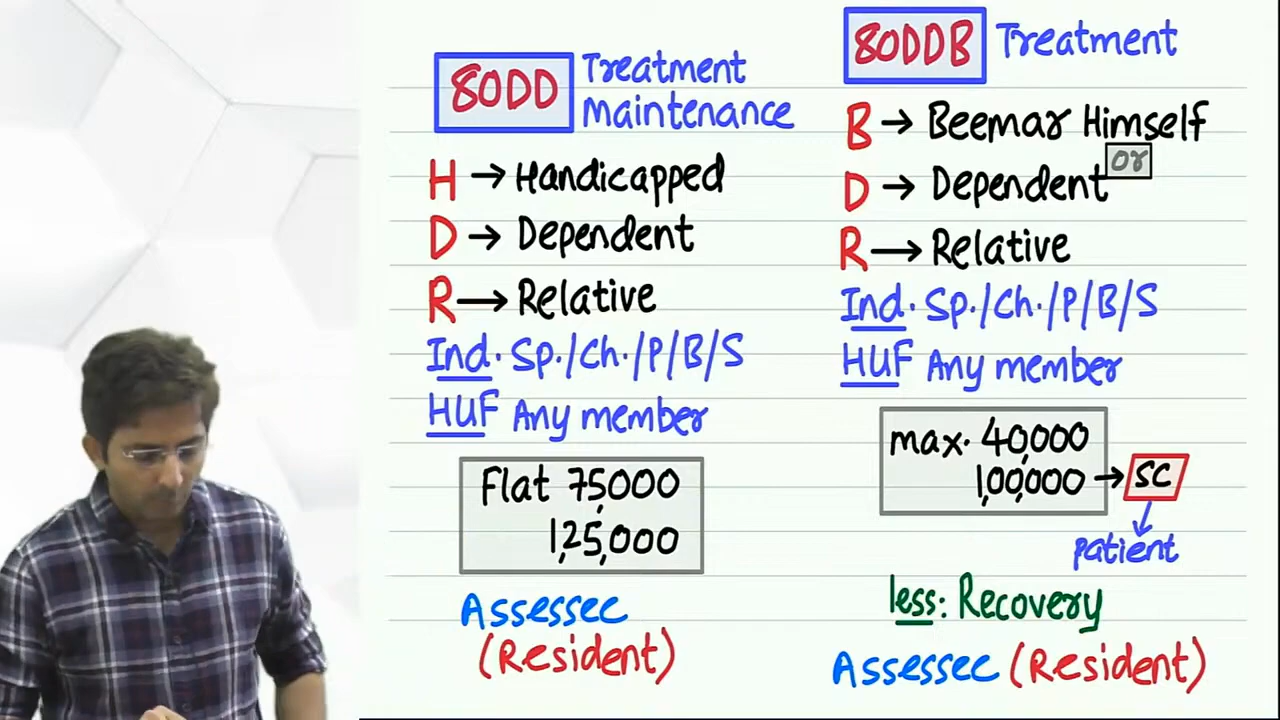 80DD
Treatment
Maintenance
H → Handicapped
D → Dependent
R → Relative
Ind. Sp./Ch./P/B/S
HUF Any member
Flat 75,000
1,25,000
Assessee
(Resident)
80DDB Treatment
B → Beemar Himself
or
D → Dependent
R → Relative
Ind. Sp./Ch./P/B/S
HUF Any member
max. 40,000
1,00,000 → SC
patient
less: Recovery
Assessee (Resident)